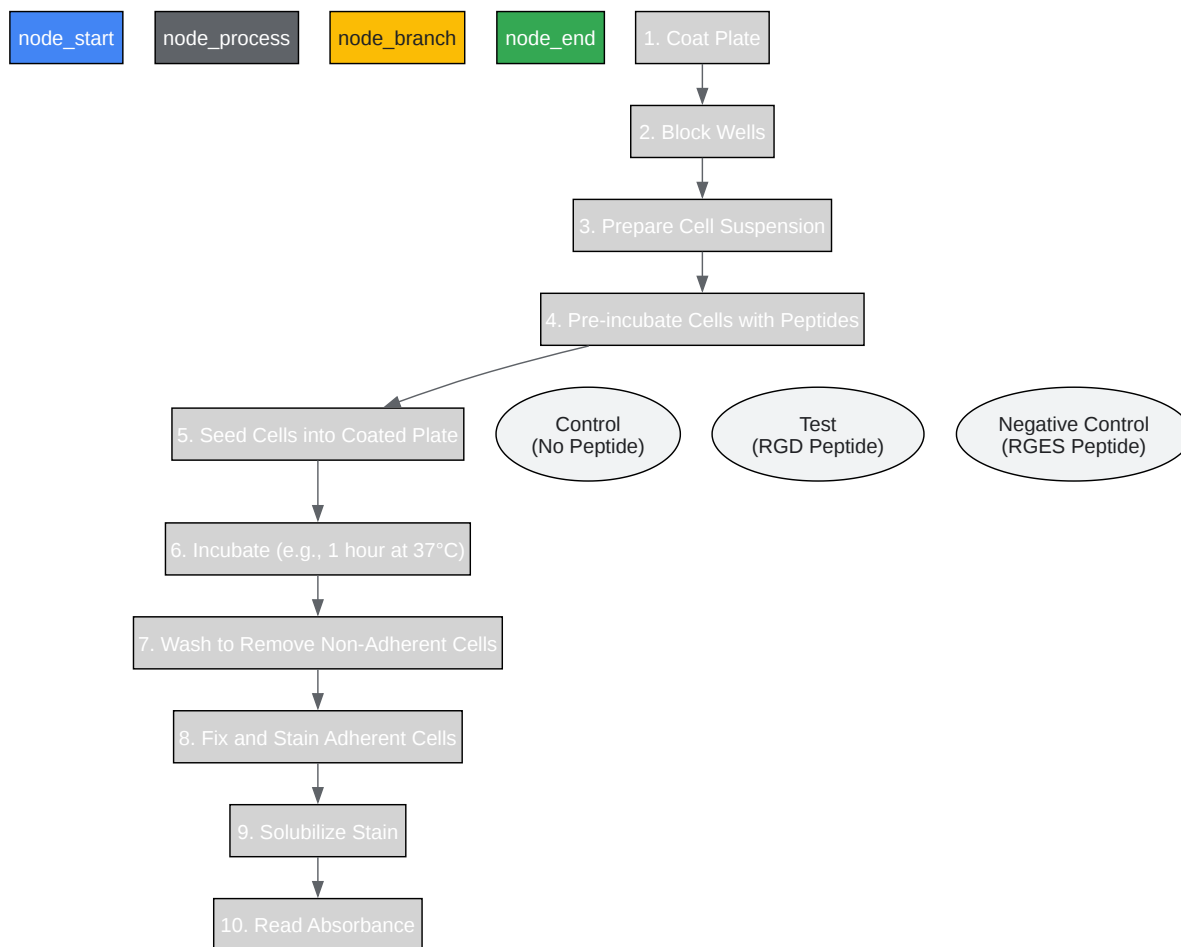 node_start
node_process
node_branch
node_end
1. Coat Plate
2. Block Wells
3. Prepare Cell Suspension
4. Pre-incubate Cells with Peptides
5. Seed Cells into Coated Plate
Control
(No Peptide)
Test
(RGD Peptide)
Negative Control
(RGES Peptide)
6. Incubate (e.g., 1 hour at 37°C)
7. Wash to Remove Non-Adherent Cells
8. Fix and Stain Adherent Cells
9. Solubilize Stain
10. Read Absorbance